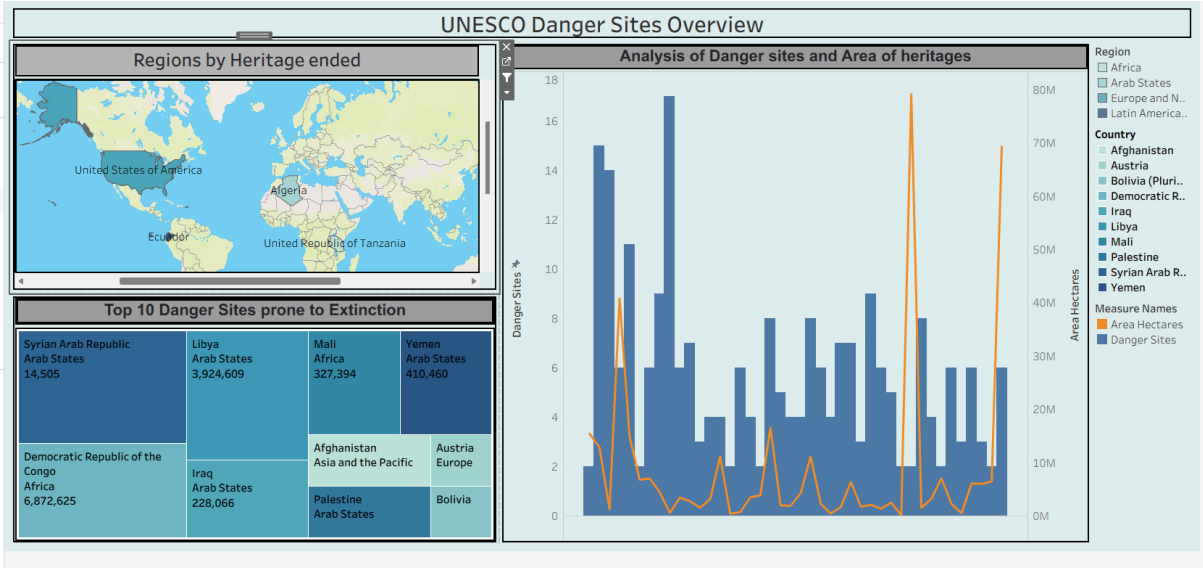 UNESCO Danger Sites Overview
Regions by Heritage ended
United States of America
Algeria
Ecuador
United Republic of Tanzania
Top 10 Danger Sites prone to Extinction
Syrian Arab Republic
Arab States
14,505
Libya
Arab States
3,924,609
Mali
Africa
327,394
Yemen
Arab States
410,460
Democratic Republic of the
Congo
Africa
6,872,625
Iraq
Arab States
228,066
Afghanistan
Asia and the Pacific
Austria
Europe
Palestine
Arab States
Bolivia
Analysis of Danger sites and Area of heritages
Danger Sites
18
16
14
12
10
8
6
4
2
0
80M
70M
60M
50M
40M
30M
20M
10M
0M
Area Hectares
Region
Africa
Arab States
Europe and N..
Latin America..
Country
Afghanistan
Austria
Bolivia (Pluri..
Democratic R..
Iraq
Libya
Mali
Palestine
Syrian Arab R..
Yemen
Measure Names
Area Hectares
Danger Sites